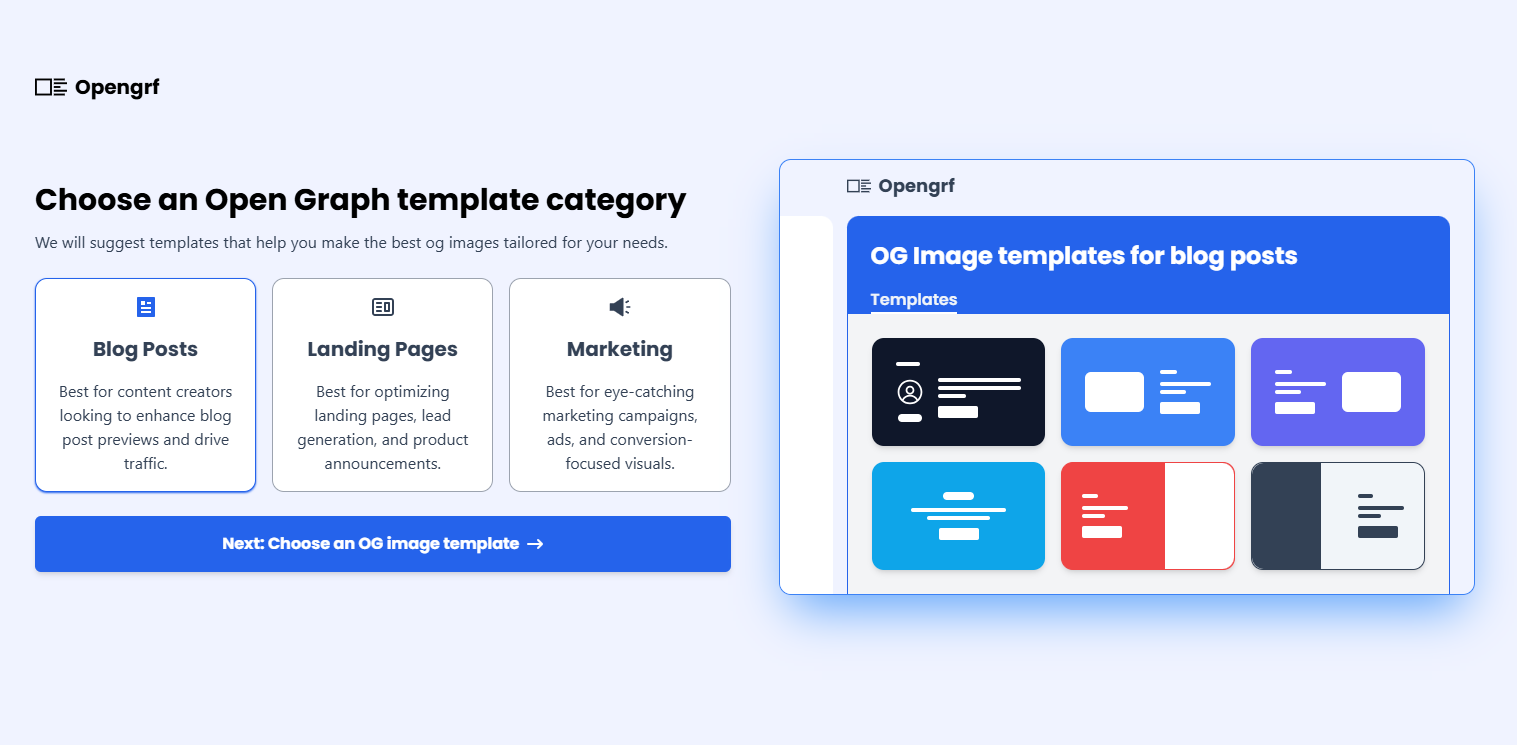 Opengrf
Choose an Open Graph template category
We will suggest templates that help you make the best og images tailored for your needs.
Blog Posts
Best for content creators
looking to enhance blog
post previews and drive
traffic.
Landing Pages
Best for optimizing
landing pages, lead
generation, and product
announcements.
Marketing
Best for eye-catching
marketing campaigns,
ads, and conversion-
focused visuals.
Next: Choose an OG image template →
Opengrf
OG Image templates for blog posts
Templates